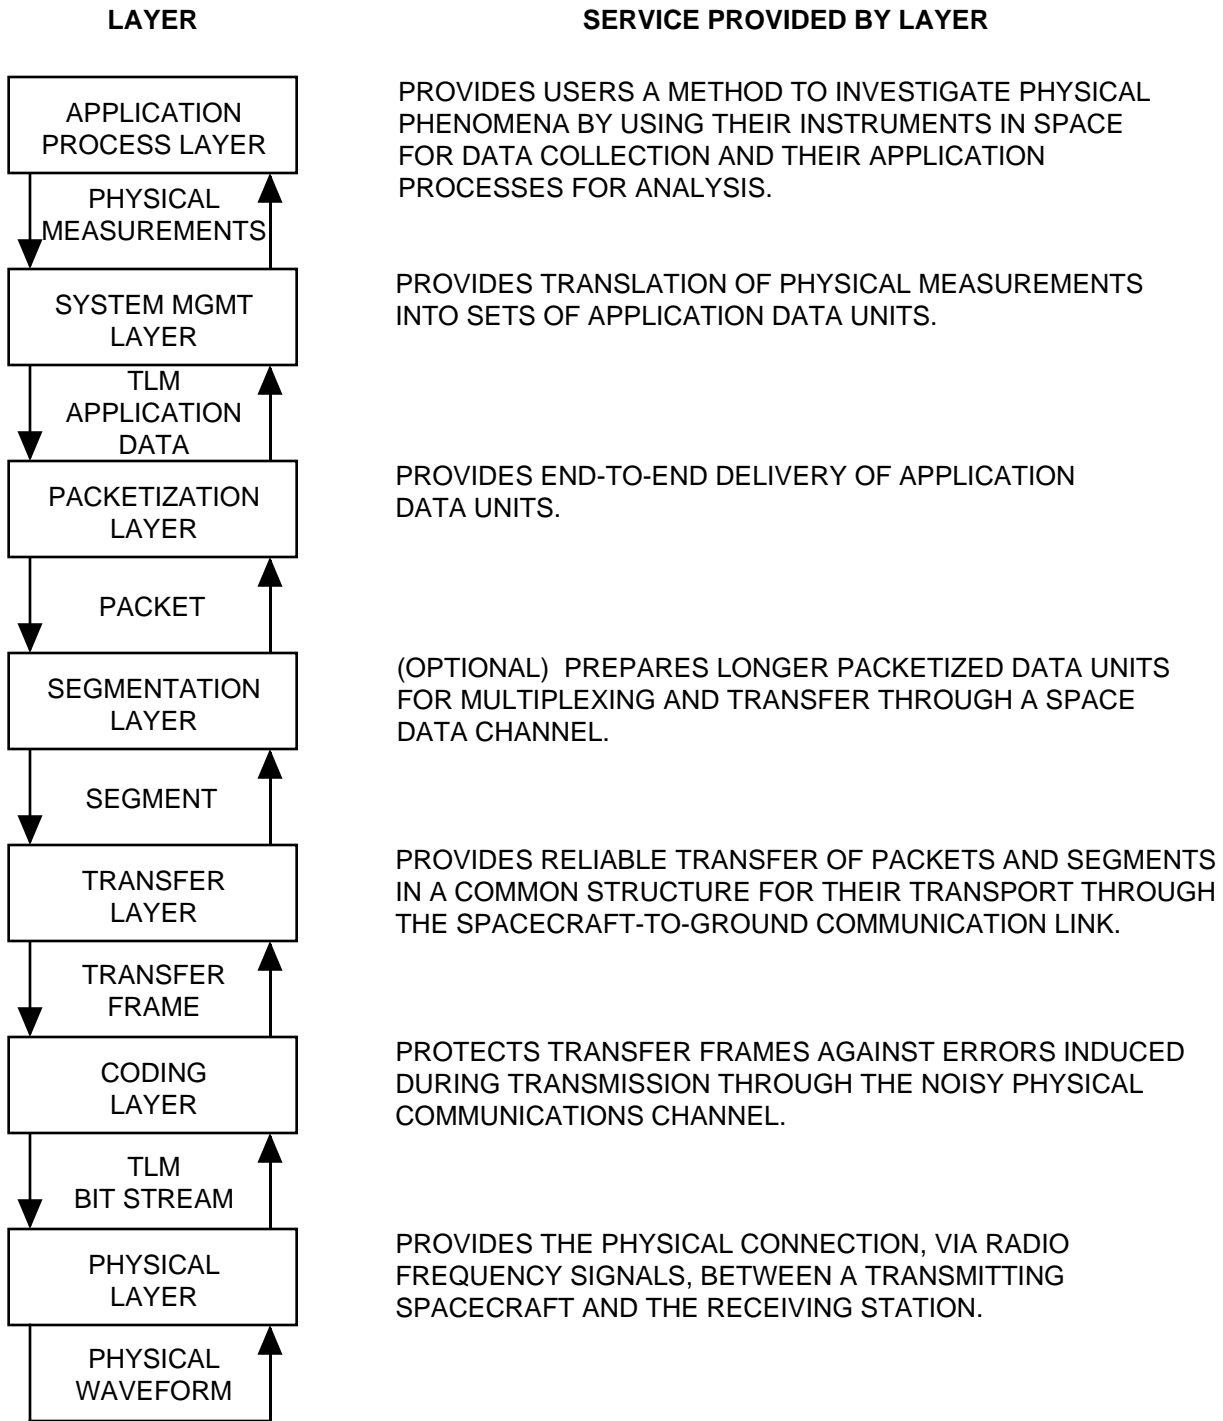 LAYER
SERVICE PROVIDED BY LAYER
APPLICATION
PROCESS LAYER
PROVIDES USERS A METHOD TO INVESTIGATE PHYSICAL
PHENOMENA BY USING THEIR INSTRUMENTS IN SPACE
FOR DATA COLLECTION AND THEIR APPLICATION
PROCESSES FOR ANALYSIS.
PHYSICAL
MEASUREMENTS
SYSTEM MGMT
LAYER
PROVIDES TRANSLATION OF PHYSICAL MEASUREMENTS
INTO SETS OF APPLICATION DATA UNITS.
TLM
APPLICATION
DATA
PACKETIZATION
LAYER
PROVIDES END-TO-END DELIVERY OF APPLICATION
DATA UNITS.
PACKET
SEGMENTATION
LAYER
(OPTIONAL)  PREPARES LONGER PACKETIZED DATA UNITS
FOR MULTIPLEXING AND TRANSFER THROUGH A SPACE
DATA CHANNEL.
SEGMENT
TRANSFER
LAYER
PROVIDES RELIABLE TRANSFER OF PACKETS AND SEGMENTS
IN A COMMON STRUCTURE FOR THEIR TRANSPORT THROUGH
THE SPACECRAFT-TO-GROUND COMMUNICATION LINK.
TRANSFER
FRAME
CODING
LAYER
PROTECTS TRANSFER FRAMES AGAINST ERRORS INDUCED
DURING TRANSMISSION THROUGH THE NOISY PHYSICAL
COMMUNICATIONS CHANNEL.
TLM
BIT STREAM
PHYSICAL
LAYER
PROVIDES THE PHYSICAL CONNECTION, VIA RADIO
FREQUENCY SIGNALS, BETWEEN A TRANSMITTING
SPACECRAFT AND THE RECEIVING STATION.
PHYSICAL
WAVEFORM